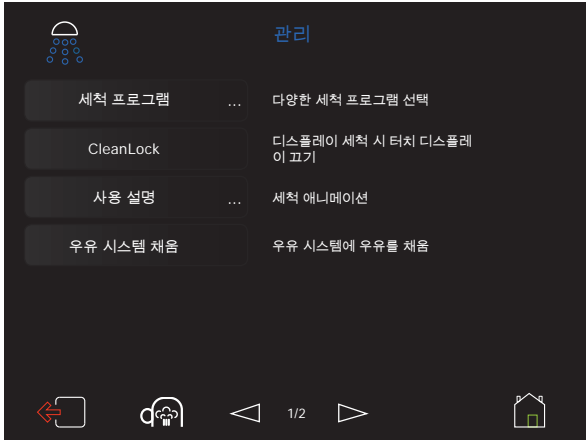 관리
세척 프로그램 ...
다양한 세척 프로그램 선택
CleanLock
디스플레이 세척 시 터치 디스플레
이 끄기
사용 설명 ...
세척 애니메이션
우유 시스템 채움
우유 시스템에 우유를 채움
1/2